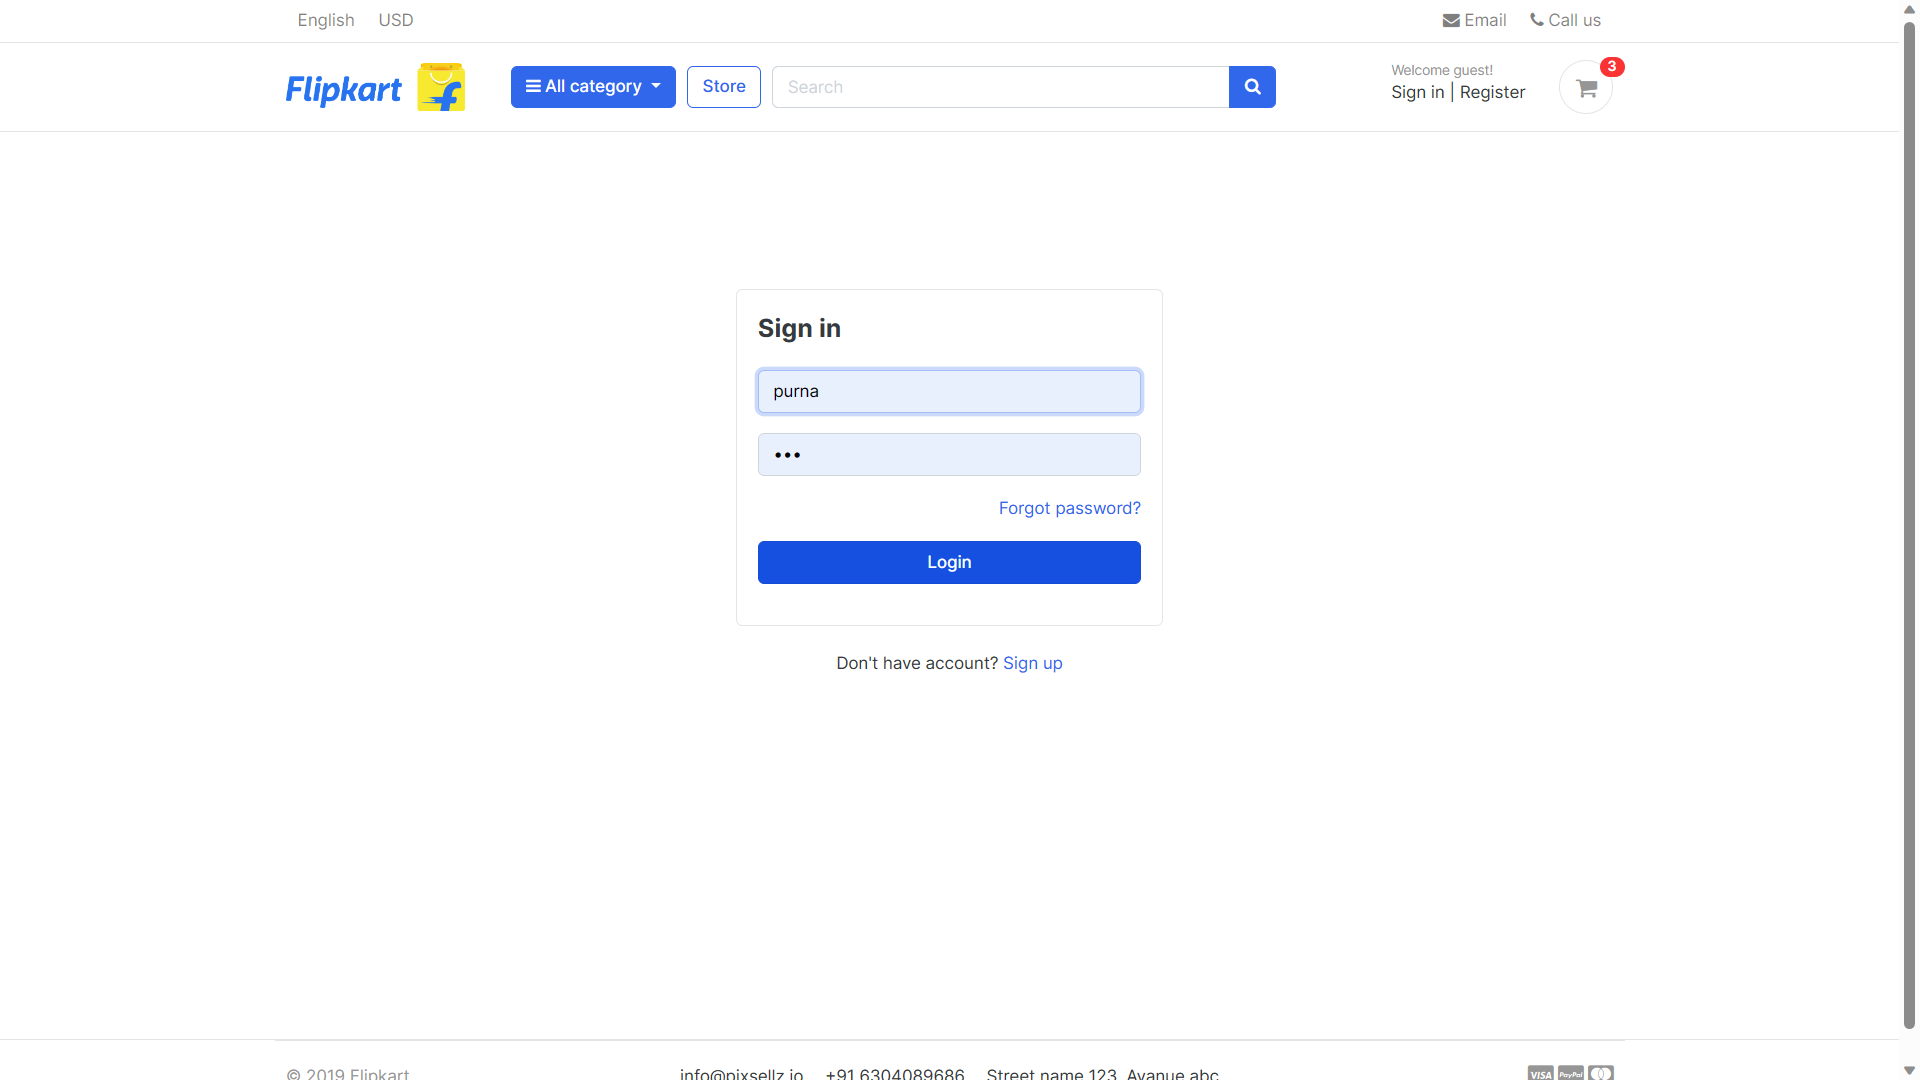 English USD Email Call us
Flipkart All category Store Search Welcome guest! 3
Sign in | Register
Sign in
purna
•••
Forgot password?
Login
Don't have account? Sign up
© 2019 Flipkart info@pixsellz.io +91 6304089686 Street name 123, Avanue abc VISA PayPal